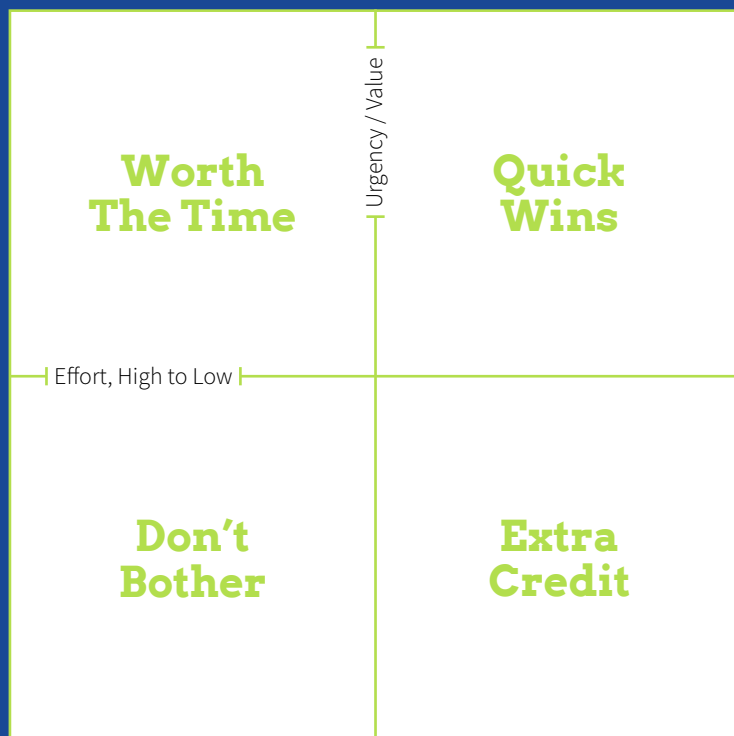 Urgency / Value
Worth
The Time
Quick
Wins
Effort, High to Low
Don’t
Bother
Extra
Credit